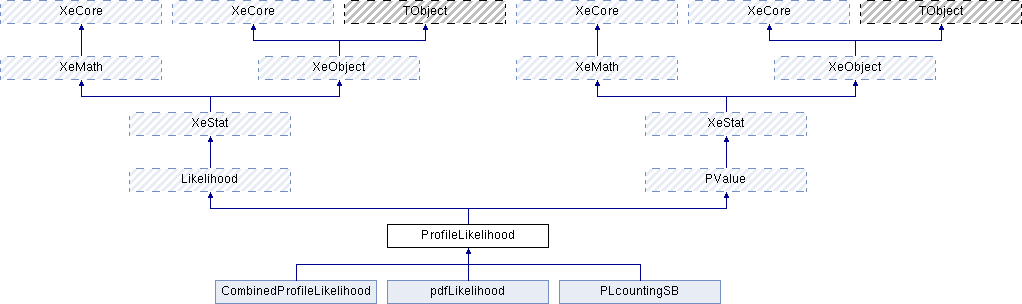 XeCore
XeCore
TObject
XeCore
XeCore
TObject
XeMath
XeObject
XeMath
XeObject
XeStat
XeStat
Likelihood
PValue
ProfileLikelihood
CombinedProfileLikelihood
pdfLikelihood
PLcountingSB